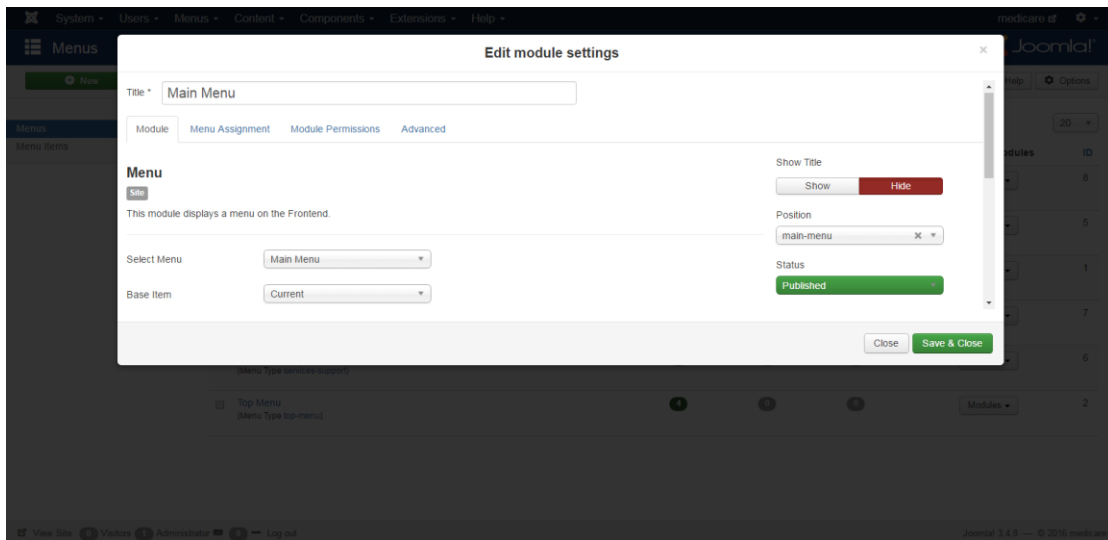 System Users Menus Content Components Extensions Help medicare
Menus Joomla!
Edit module settings ×
New Help Options
Title * Main Menu
Module Menu Assignment Module Permissions Advanced
20
Menus
Menu Items
ID
Menu
Site
This module displays a menu on the Frontend.
Show Title
Show Hide
8
Position
main-menu
5
Select Menu Main Menu
Status
Published
1
Base Item Current
7
Close Save & Close
(Menu Type services-support) 6
Top Menu 4 0 0 Modules 2
(Menu Type top-menu)
View Site 0 Visitors 1 Administrator 0 Log out Joomla! 3.4.8 — © 2016 medicare